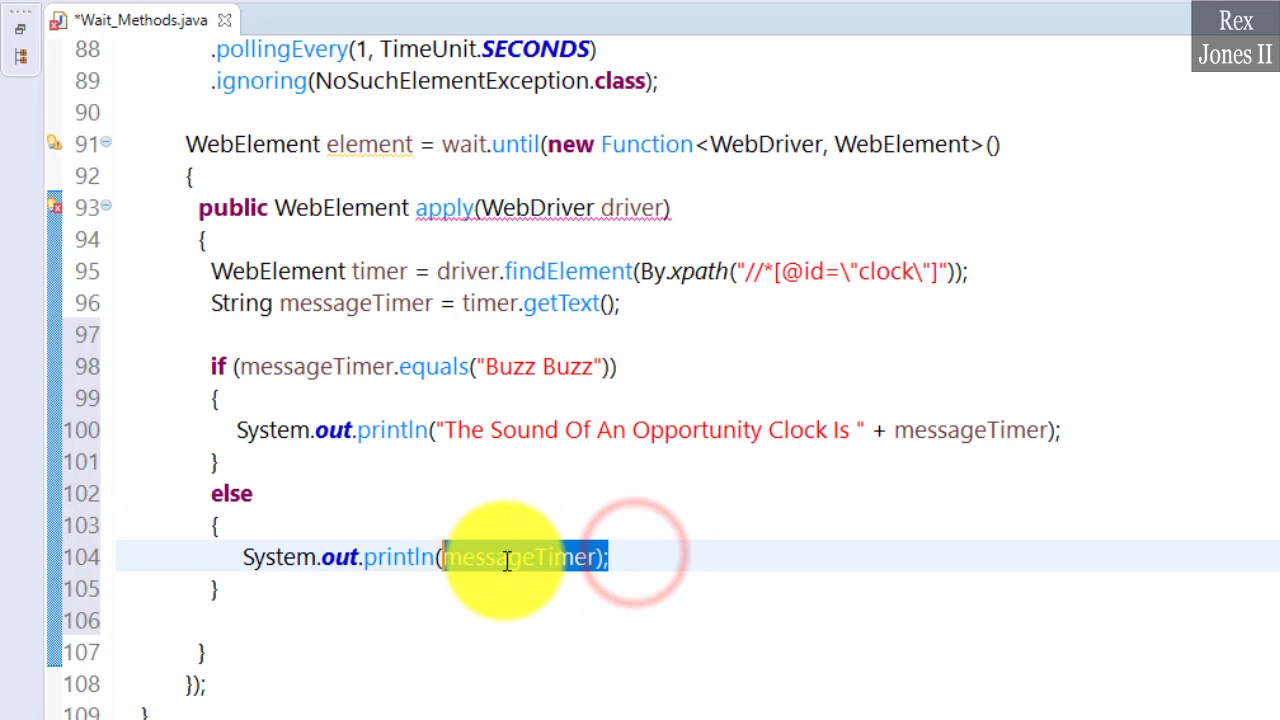 *Wait_Methods.java
Rex
Jones II
88 .pollingEvery(1, TimeUnit.SECONDS)
89 .ignoring(NoSuchElementException.class);
90
91 WebElement element = wait.until(new Function<WebDriver, WebElement>()
92 {
93 public WebElement apply(WebDriver driver)
94 {
95 WebElement timer = driver.findElement(By.xpath("//*[@id=\"clock\"]"));
96 String messageTimer = timer.getText();
97
98 if (messageTimer.equals("Buzz Buzz"))
99 {
100 System.out.println("The Sound Of An Opportunity Clock Is " + messageTimer);
101 }
102 else
103 {
104 System.out.println(messageTimer);
105 }
106
107 }
108 });
109 }